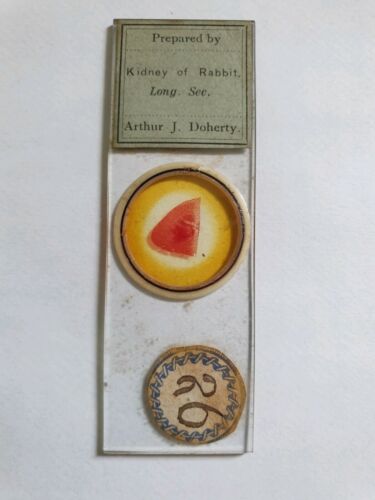 Prepared by
Kidney of Rabbit,
Long. Sec.
Arthur J. Doherty.
26